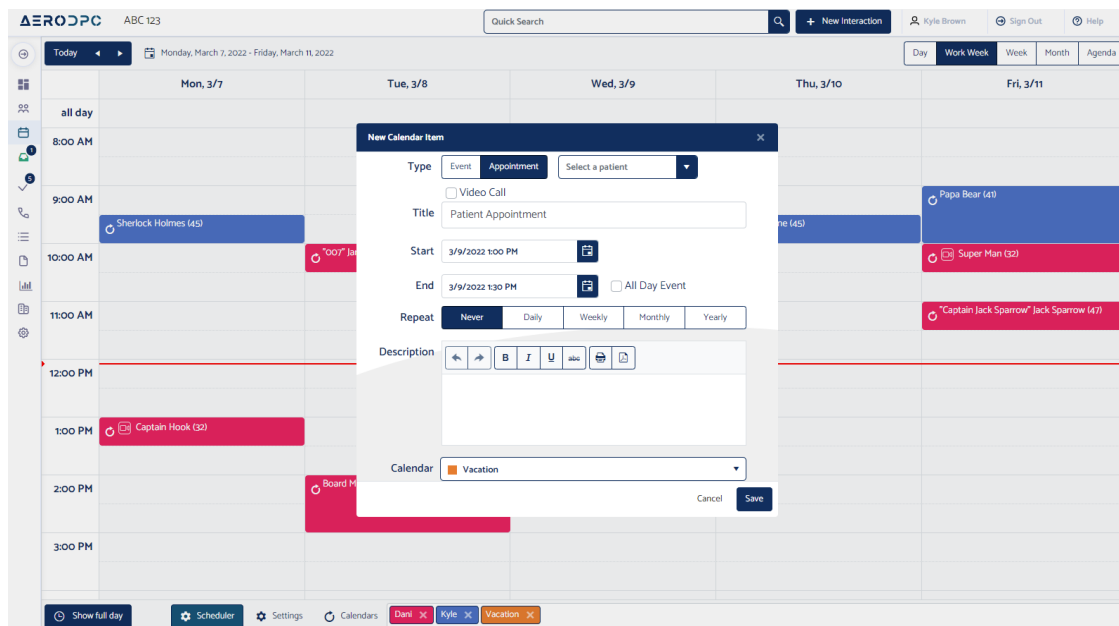 AERODPC ABC 123 Quick Search + New Interaction Kyle Brown Sign Out Help
Today Monday, March 7, 2022 - Friday, March 11, 2022 Day Work Week Week Month Agenda
Mon, 3/7 Tue, 3/8 Wed, 3/9 Thu, 3/10 Fri, 3/11
all day
8:00 AM
1
5
9:00 AM
Papa Bear (41)
Sherlock Holmes (45)
ne (45)
10:00 AM
"007" Ja
Super Man (32)
11:00 AM
"Captain Jack Sparrow" Jack Sparrow (47)
12:00 PM
1:00 PM
Captain Hook (32)
2:00 PM
Board M
3:00 PM
New Calendar Item ×
Type Event Appointment Select a patient
Video Call
Title Patient Appointment
Start 3/9/2022 1:00 PM
End 3/9/2022 1:30 PM All Day Event
Repeat Never Daily Weekly Monthly Yearly
Description B I U abc
Calendar Vacation
Cancel Save
Show full day Scheduler Settings Calendars Dani × Kyle × Vacation ×